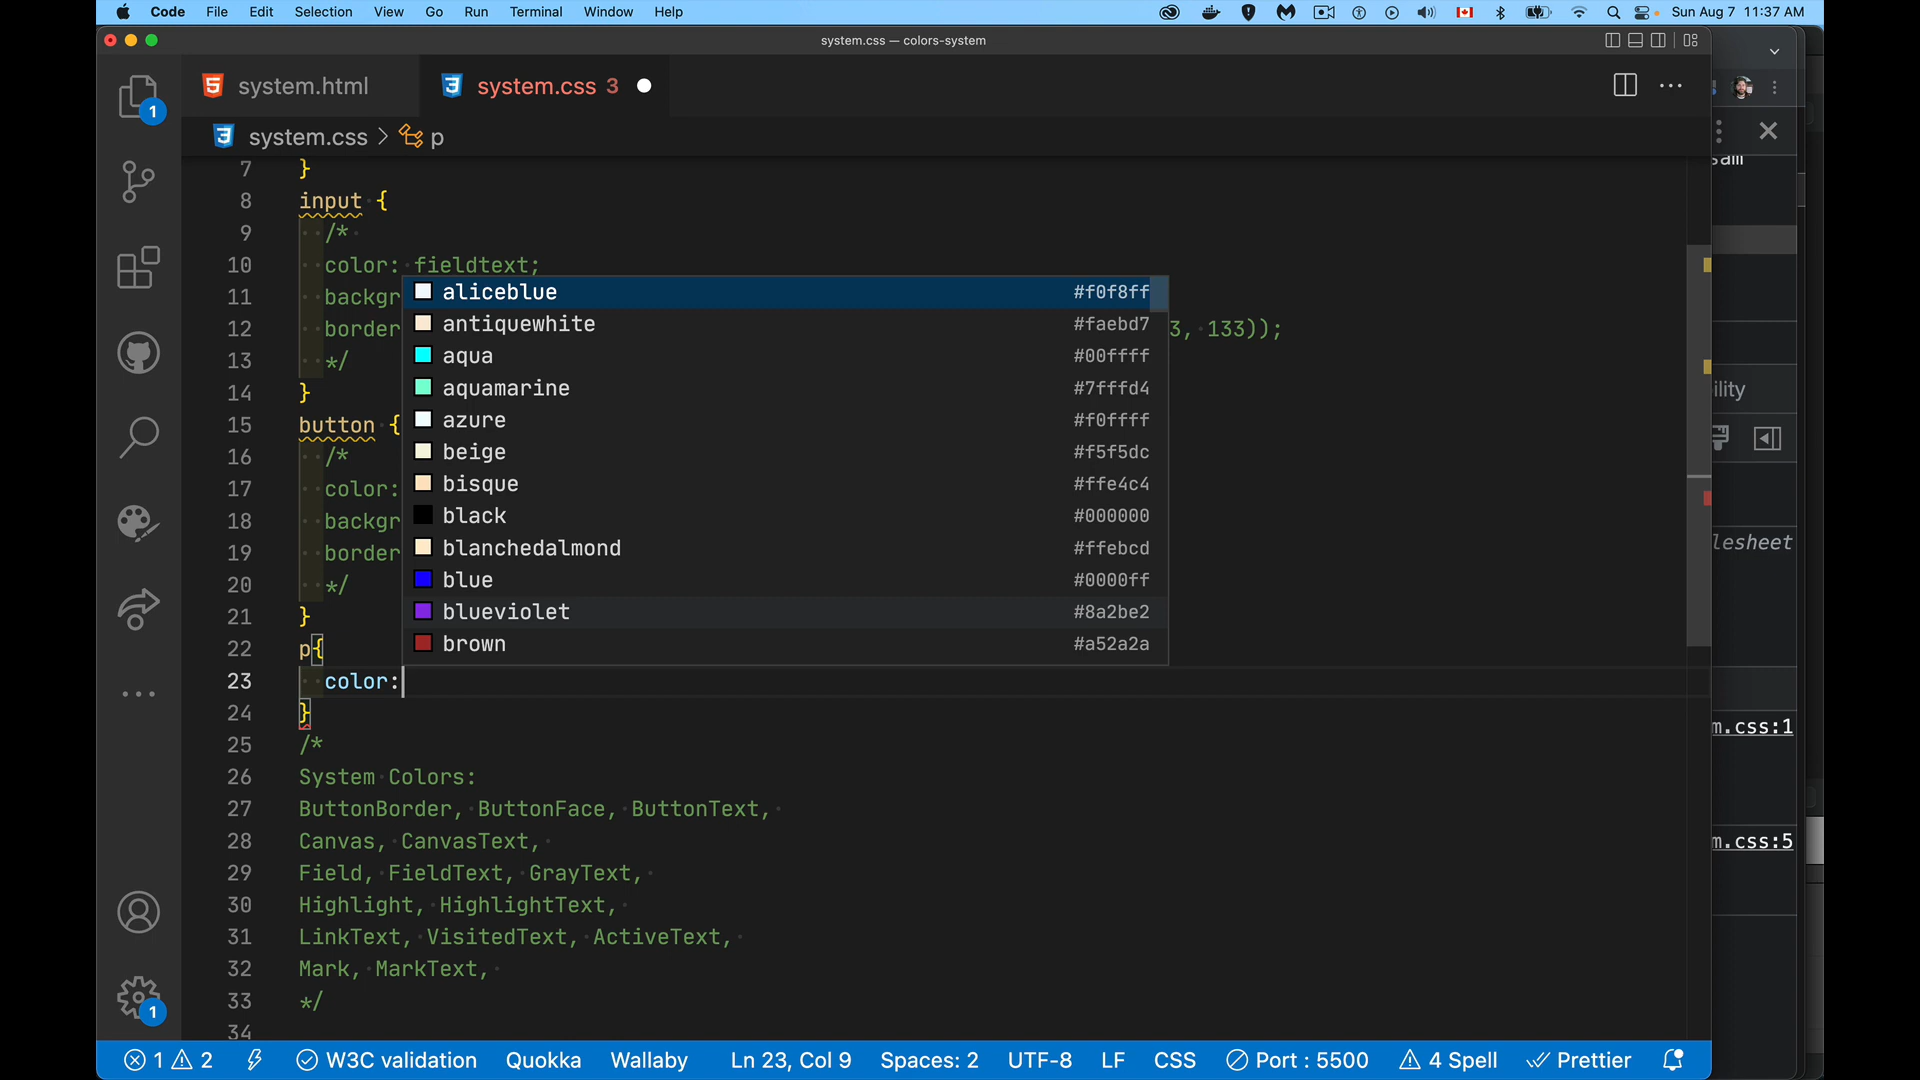 Code File Edit Selection View Go Run Terminal Window Help Sun Aug 7 11:37 AM
system.css — colors-system
system.html system.css 3
system.css > p
7 }
8 input {
9 /*
10 color: fieldtext;
11 backgr
12 border 3, 133));
13 */
14 }
15 button {
16 /*
17 color:
18 backgr
19 border
20 */
21 }
22 p{
23 color:
24 }
25 /*
26 System Colors:
27 ButtonBorder, ButtonFace, ButtonText,
28 Canvas, CanvasText,
29 Field, FieldText, GrayText,
30 Highlight, HighlightText,
31 LinkText, VisitedText, ActiveText,
32 Mark, MarkText,
33 */
34
aliceblue #f0f8ff
antiquewhite #faebd7
aqua #00ffff
aquamarine #7fffd4
azure #f0ffff
beige #f5f5dc
bisque #ffe4c4
black #000000
blanchedalmond #ffebcd
blue #0000ff
blueviolet #8a2be2
brown #a52a2a
ility
lesheet
m.css:1
m.css:5
1
1
1 2 W3C validation Quokka Wallaby Ln 23, Col 9 Spaces: 2 UTF-8 LF CSS Port : 5500 4 Spell Prettier